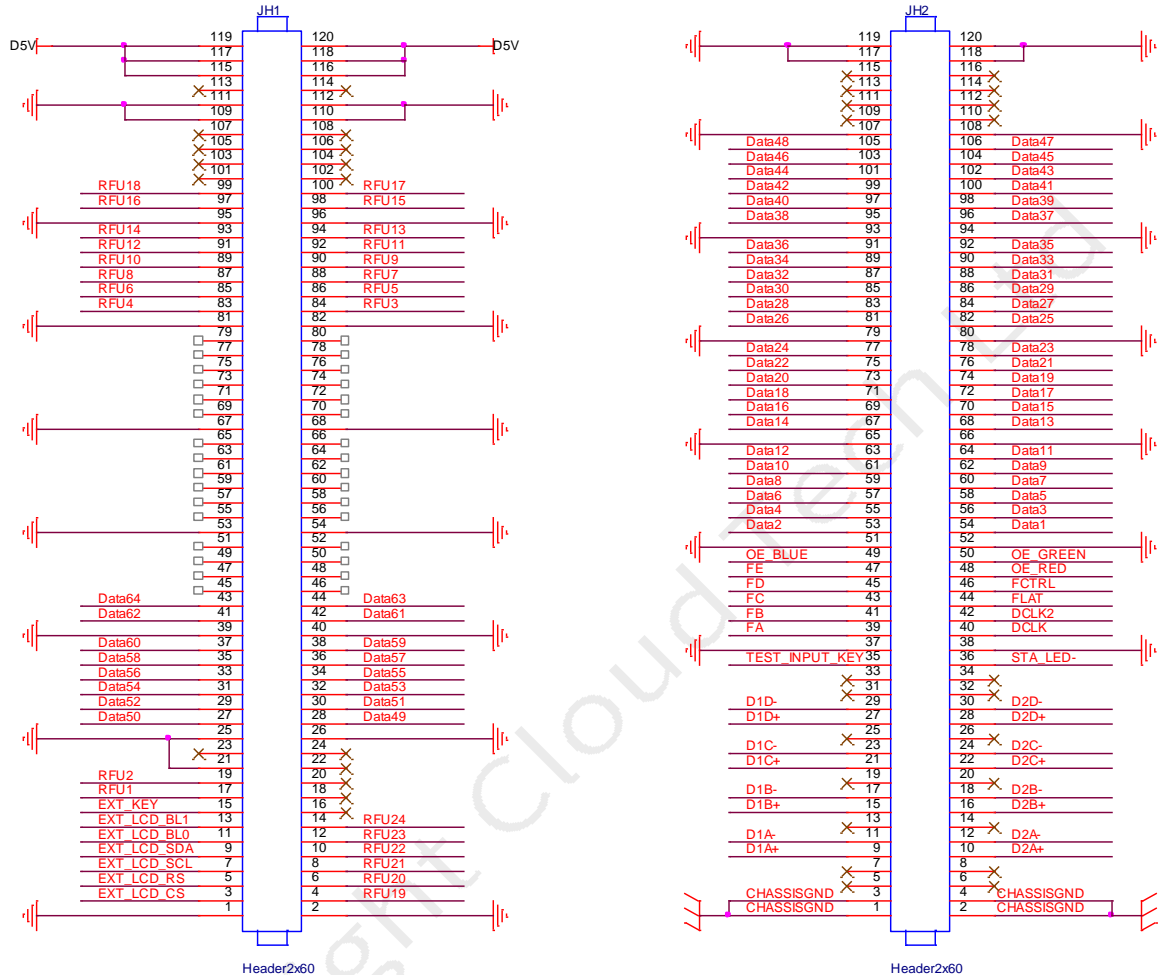 JH1
119 120
D5V D5V
117 118
115 116
113 114
111 112
109 110
107 108
105 106
103 104
101 102
RFU18 99 100 RFU17
RFU16 97 98 RFU15
95 96
RFU14 93 94 RFU13
RFU12 91 92 RFU11
RFU10 89 90 RFU9
RFU8 87 88 RFU7
RFU6 85 86 RFU5
RFU4 83 84 RFU3
81 82
79 80
77 78
75 76
73 74
71 72
69 70
67 68
65 66
63 64
61 62
59 60
57 58
55 56
53 54
51 52
49 50
47 48
45 46
Data64 43 44 Data63
Data62 41 42 Data61
39 40
Data60 37 38 Data59
Data58 35 36 Data57
Data56 33 34 Data55
Data54 31 32 Data53
Data52 29 30 Data51
Data50 27 28 Data49
25 26
23 24
21 22
RFU2 19 20
RFU1 17 18
EXT_KEY 15 16
EXT_LCD_BL1 13 14 RFU24
EXT_LCD_BL0 11 12 RFU23
EXT_LCD_SDA 9 10 RFU22
EXT_LCD_SCL 7 8 RFU21
EXT_LCD_RS 5 6 RFU20
EXT_LCD_CS 3 4 RFU19
1 2
Header2x60
JH2
119 120
117 118
115 116
113 114
111 112
109 110
107 108
Data48 105 106 Data47
Data46 103 104 Data45
Data44 101 102 Data43
Data42 99 100 Data41
Data40 97 98 Data39
Data38 95 96 Data37
93 94
Data36 91 92 Data35
Data34 89 90 Data33
Data32 87 88 Data31
Data30 85 86 Data29
Data28 83 84 Data27
Data26 81 82 Data25
79 80
Data24 77 78 Data23
Data22 75 76 Data21
Data20 73 74 Data19
Data18 71 72 Data17
Data16 69 70 Data15
Data14 67 68 Data13
65 66
Data12 63 64 Data11
Data10 61 62 Data9
Data8 59 60 Data7
Data6 57 58 Data5
Data4 55 56 Data3
Data2 53 54 Data1
51 52
OE_BLUE 49 50 OE_GREEN
FE 47 48 OE_RED
FD 45 46 FCTRL
FC 43 44 FLAT
FB 41 42 DCLK2
FA 39 40 DCLK
37 38
TEST_INPUT_KEY 35 36 STA_LED-
33 34
31 32
D1D- 29 30 D2D-
D1D+ 27 28 D2D+
25 26
D1C- 23 24 D2C-
D1C+ 21 22 D2C+
19 20
D1B- 17 18 D2B-
D1B+ 15 16 D2B+
13 14
D1A- 11 12 D2A-
D1A+ 9 10 D2A+
7 8
5 6
CHASSISGND 3 4 CHASSISGND
CHASSISGND 1 2 CHASSISGND
Header2x60
ght Cloud Tech Ltd